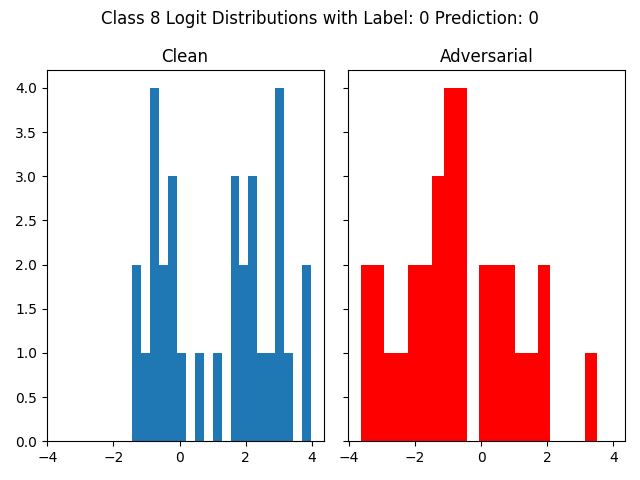 Class 8 Logit Distributions with Label: 0 Prediction: 0
Clean
Adversarial
4.0
3.5
3.0
2.5
2.0
1.5
1.0
0.5
0.0
−4 −2 0 2 4
−4 −2 0 2 4